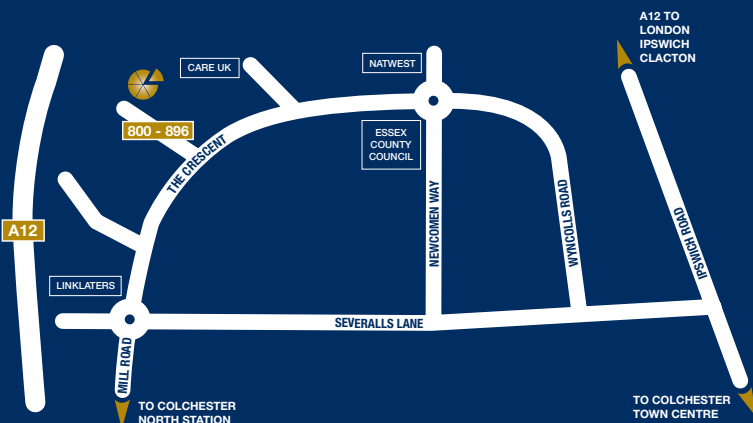 A12 TO
LONDON
IPSWICH
CLACTON
NATWEST
CARE UK
800 - 896
ESSEX
COUNTY
COUNCIL
THE CRESCENT
NEWCOMEN WAY
WYNCOLLS ROAD
IPSWICH ROAD
A12
LINKLATERS
SEVERALLS LANE
MILL ROAD
TO COLCHESTER
NORTH STATION
TO COLCHESTER
TOWN CENTRE